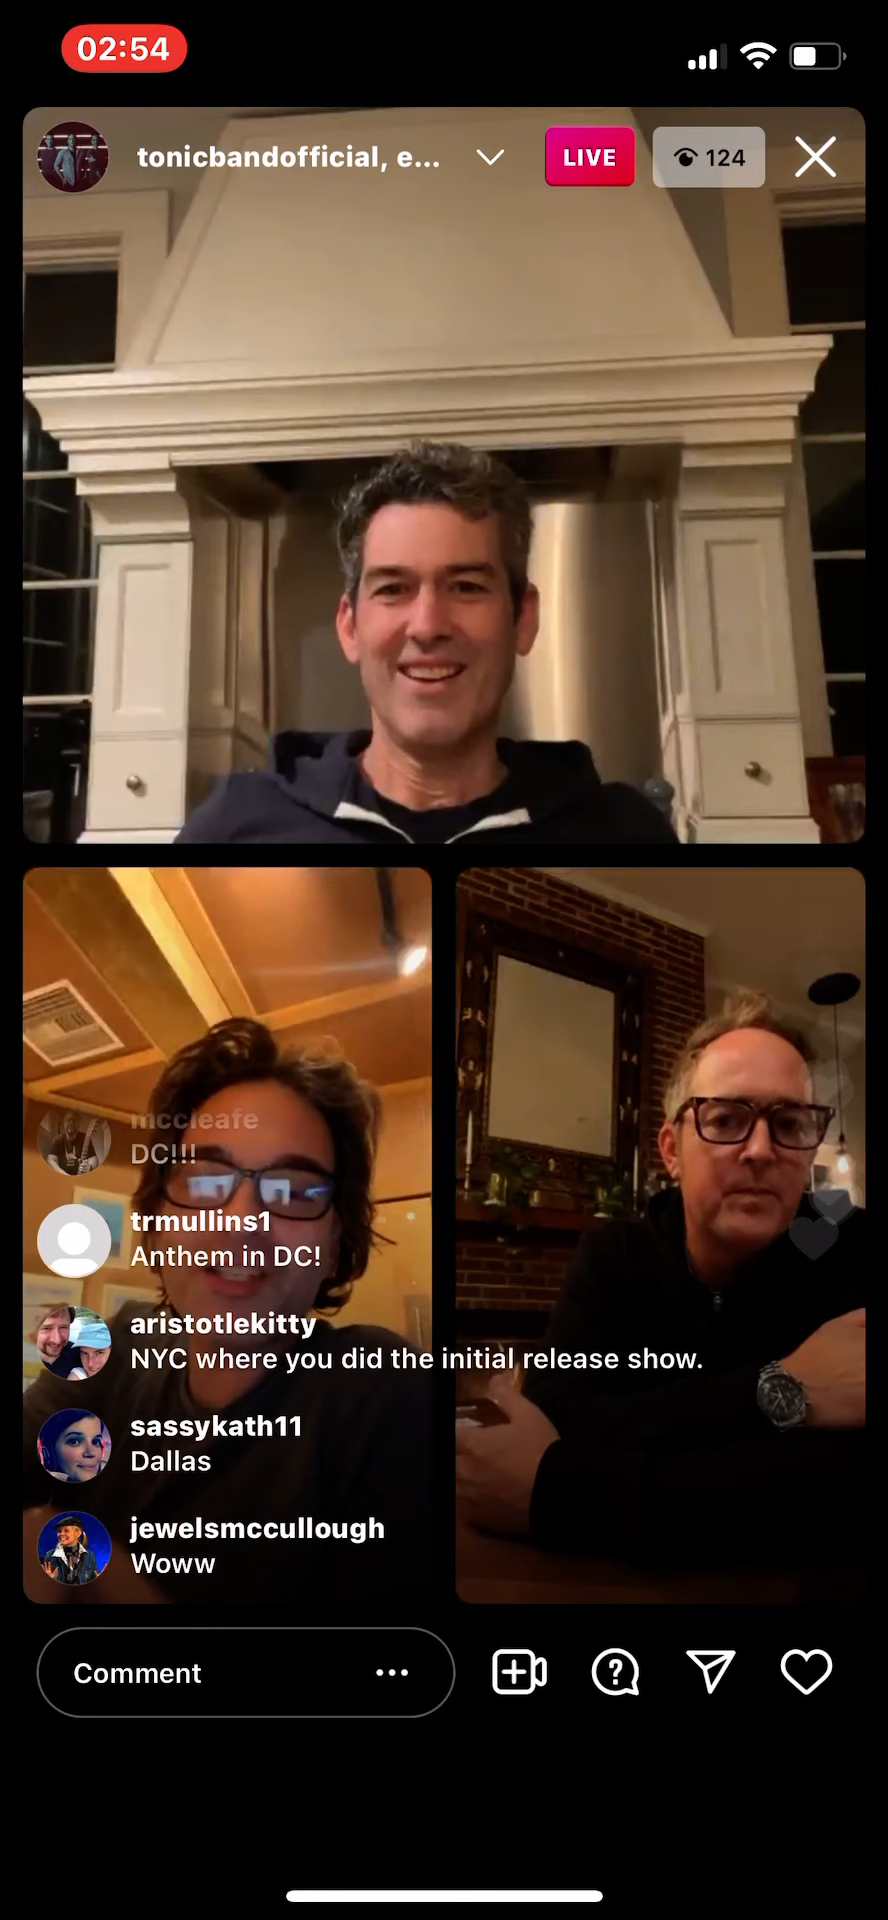 02:54
tonicbandofficial, e...
LIVE
124
mccleafe
DC!!!
trmullins1
Anthem in DC!
aristotlekitty
NYC where you did the initial release show.
sassykath11
Dallas
jewelsmccullough
Woww
Comment